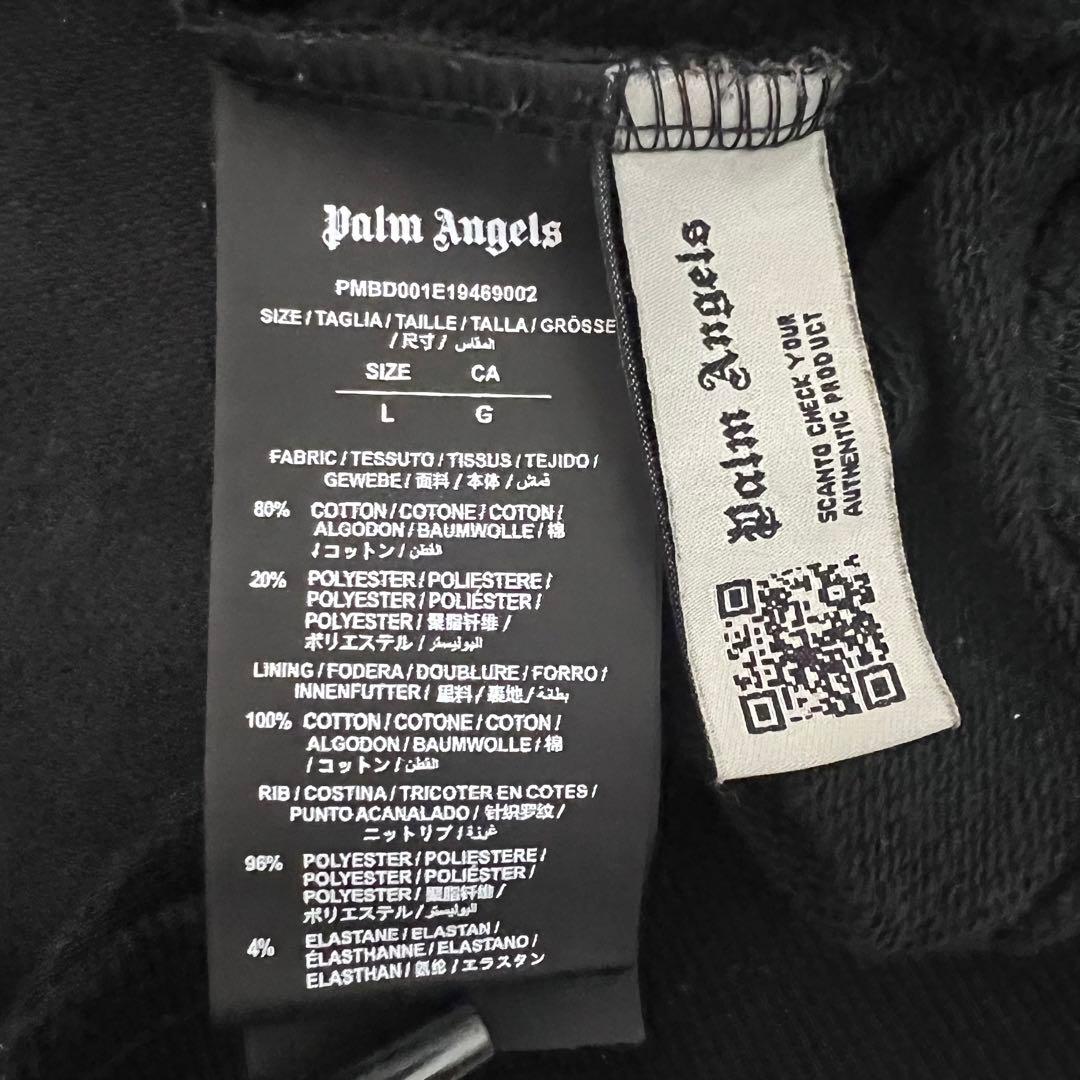 Palm Angels
PMBD001E19469002
SIZE / TAGLIA / TAILLE / TALLA / GRÖSSE
/ 尺寸 / المقاس
SIZE CA
L G
FABRIC / TESSUTO / TISSUS / TEJIDO /
GEWEBE / 面料 / 本体 / قماش
80% COTTON / COTONE / COTON /
ALGODON / BAUMWOLLE / 棉
/ コットン / القطن
20% POLYESTER / POLIESTERE /
POLYESTER / POLIÉSTER /
POLYESTER / 聚脂钎维 /
ポリエステル / البوليستر
LINING / FODERA / DOUBLURE / FORRO /
INNENFUTTER / 里料 / 裏地 / بطانة
100% COTTON / COTONE / COTON /
ALGODON / BAUMWOLLE / 棉
/ コットン / القطن
RIB / COSTINA / TRICOTER EN COTES /
PUNTO ACANALADO / 针织罗纹 /
ニットリブ / غرزة
96% POLYESTER / POLIESTERE /
POLYESTER / POLIÉSTER /
POLYESTER / 聚脂钎维 /
ポリエステル / البوليستر
4% ELASTANE / ELASTAN /
ÉLASTHANNE / ELASTANO /
ELASTHAN / 氨纶 / エラスタン
Palm Angels
SCANTO CHECK YOUR
AUTHENTIC PRODUCT